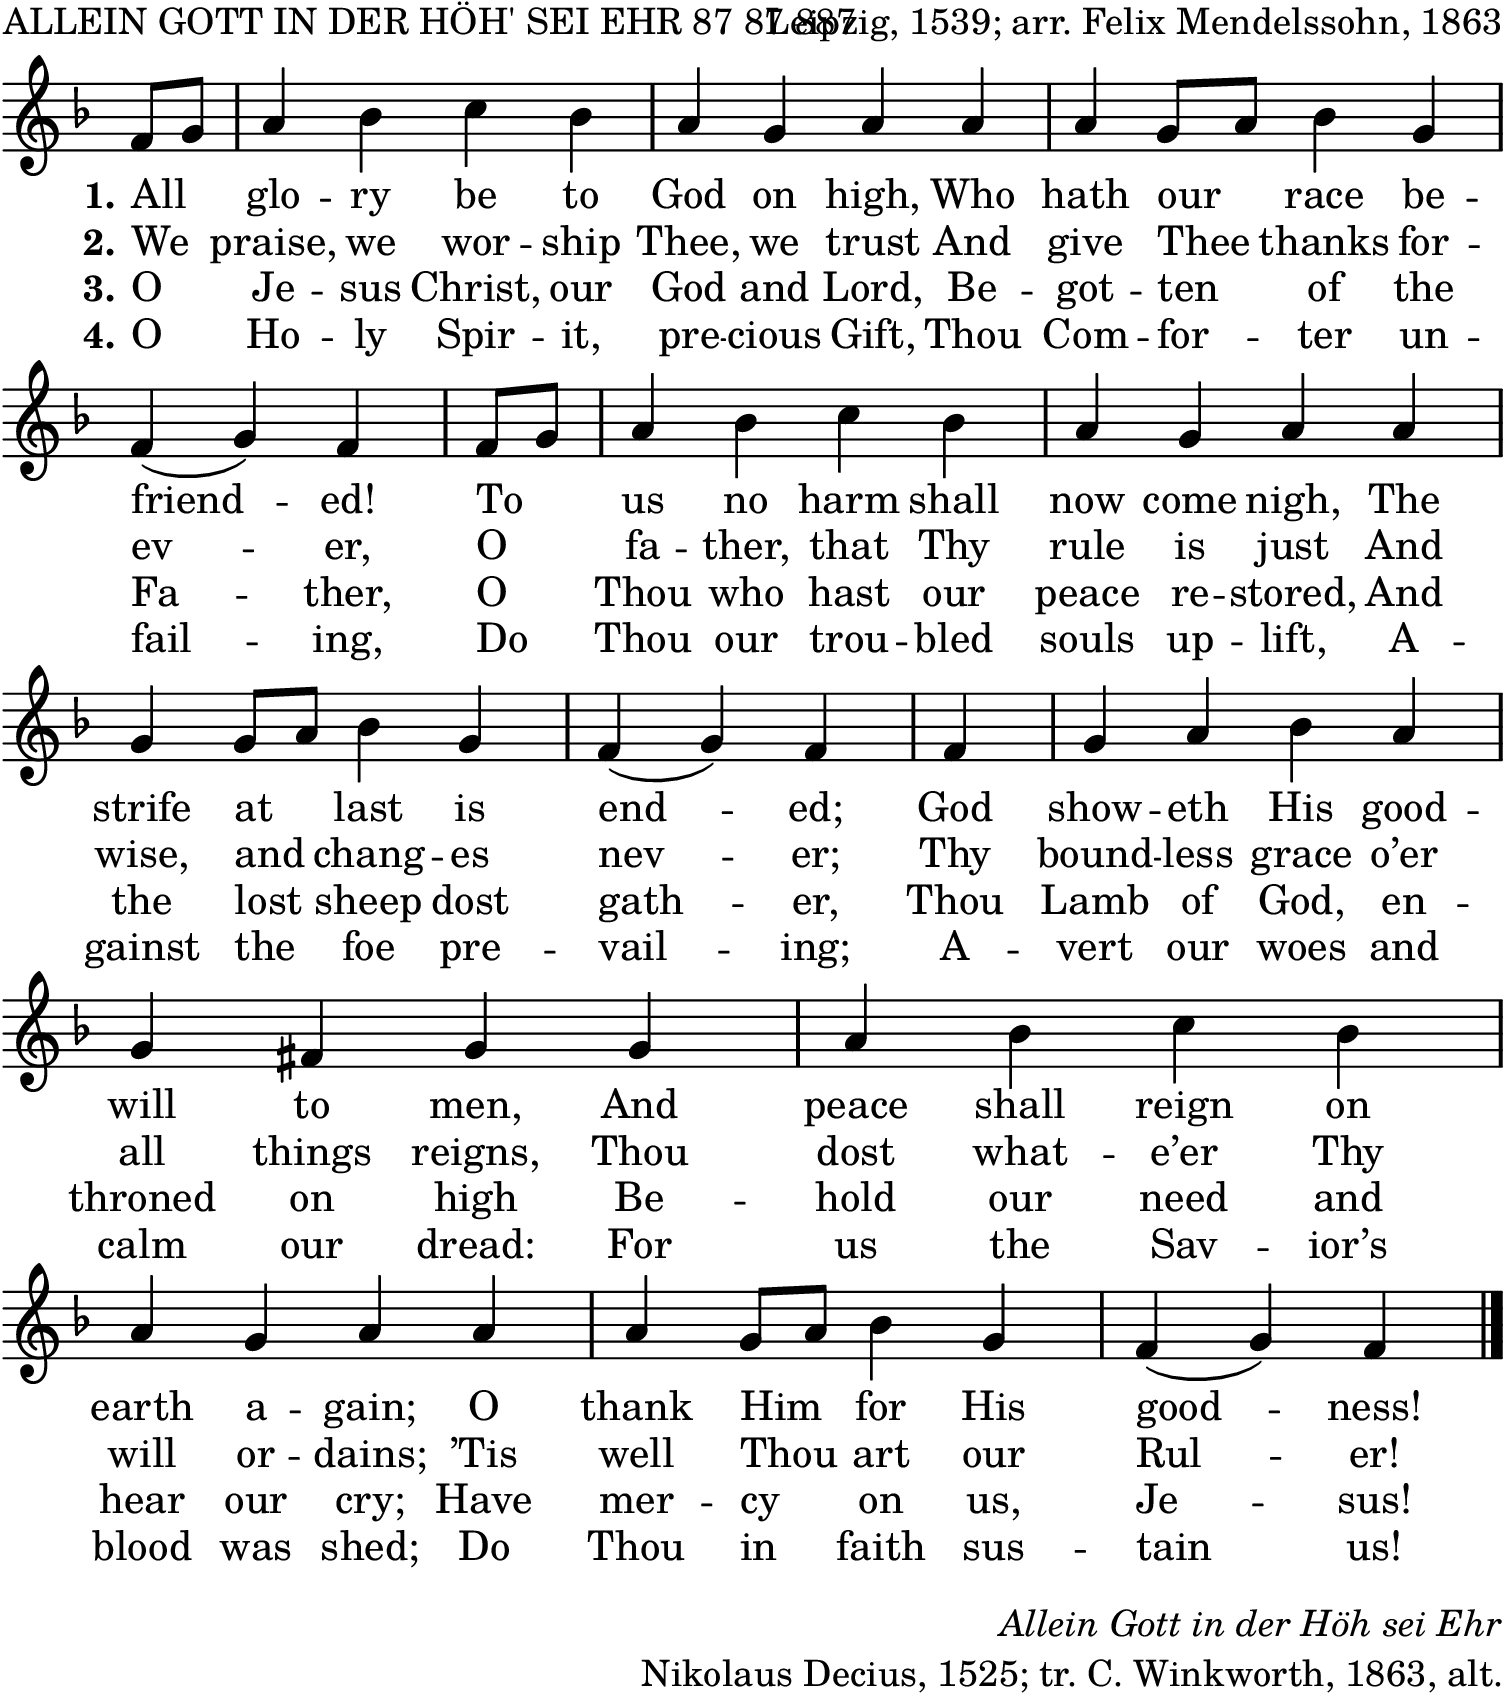 ALLEIN GOTT IN DER HÖH' SEI EHR 87 87 887 Leipzig, 1539; arr. Felix Mendelssohn, 1863
1. All glo - ry be to God on high, Who hath our race be -
2. We praise, we wor - ship Thee, we trust And give Thee thanks for -
3. O Je - sus Christ, our God and Lord, Be - got - ten of the
4. O Ho - ly Spir - it, pre - cious Gift, Thou Com - for - ter un -
friend - ed! To us no harm shall now come nigh, The
ev - er, O fa - ther, that Thy rule is just And
Fa - ther, O Thou who hast our peace re - stored, And
fail - ing, Do Thou our trou - bled souls up - lift, A -
strife at last is end - ed; God show - eth His good -
wise, and chang - es nev - er; Thy bound - less grace o’er
the lost sheep dost gath - er, Thou Lamb of God, en -
gainst the foe pre - vail - ing; A - vert our woes and
will to men, And peace shall reign on
all things reigns, Thou dost what - e’er Thy
throned on high Be - hold our need and
calm our dread: For us the Sav - ior’s
earth a - gain; O thank Him for His good - ness!
will or - dains; ’Tis well Thou art our Rul - er!
hear our cry; Have mer - cy on us, Je - sus!
blood was shed; Do Thou in faith sus - tain us!
Allein Gott in der Höh sei Ehr
Nikolaus Decius, 1525; tr. C. Winkworth, 1863, alt.